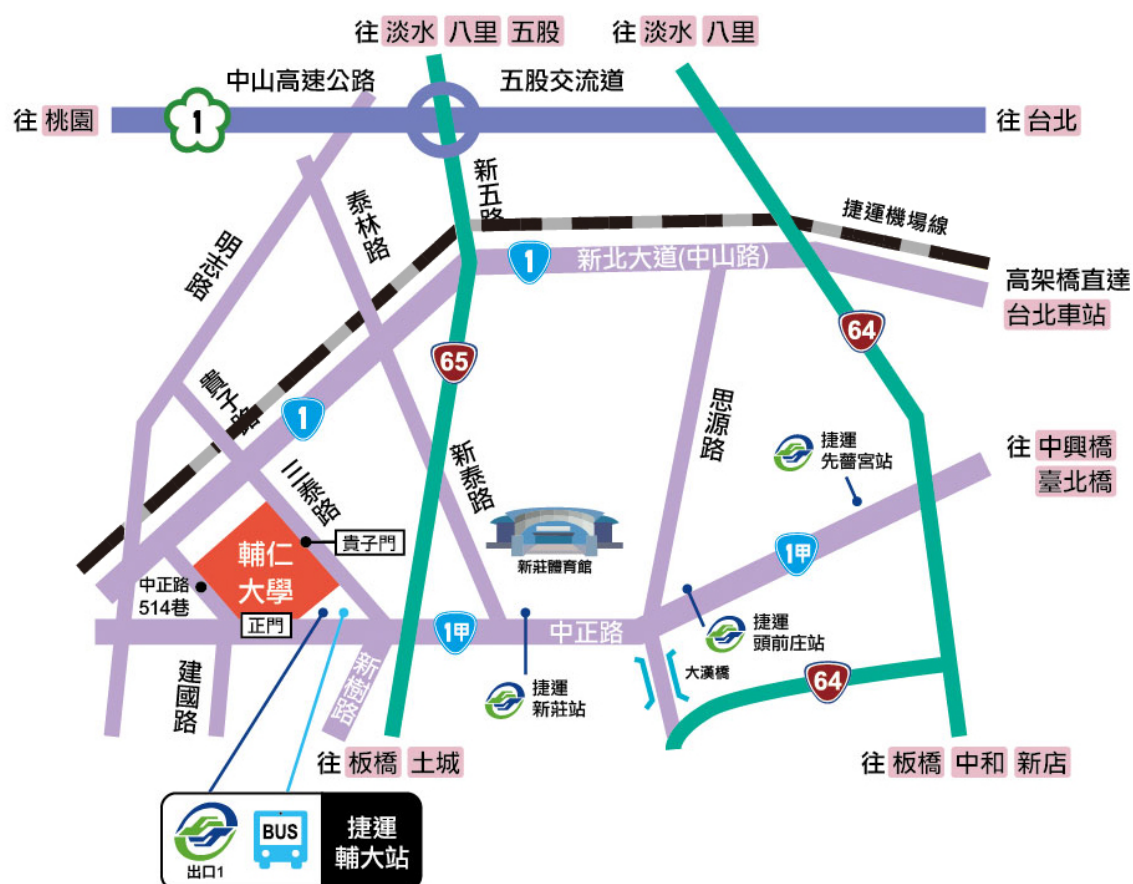 往 淡水 八里 五股
往 淡水 八里
中山高速公路
五股交流道
往 桃園
1
往 台北
新五路
泰林路
捷運機場線
明志路
1
新北大道(中山路)
高架橋直達
台北車站
64
65
貴子路
1
思源路
捷運
先嗇宮站
往 中興橋
臺北橋
新泰路
三泰路
貴子門
新莊體育館
1甲
輔仁
大學
中正路
514巷
正門
1甲
中正路
捷運
頭前庄站
建國路
新樹路
捷運
新莊站
大漢橋
64
往 板橋 土城
往 板橋 中和 新店
出口1
BUS
捷運
輔大站